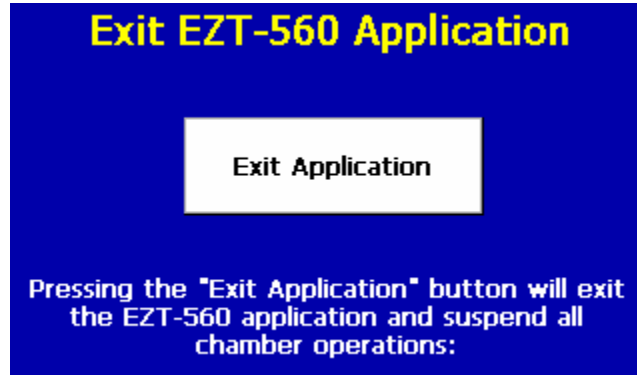 Exit EZT-560 Application
Exit Application
Pressing the "Exit Application" button will exit
the EZT-560 application and suspend all
chamber operations: